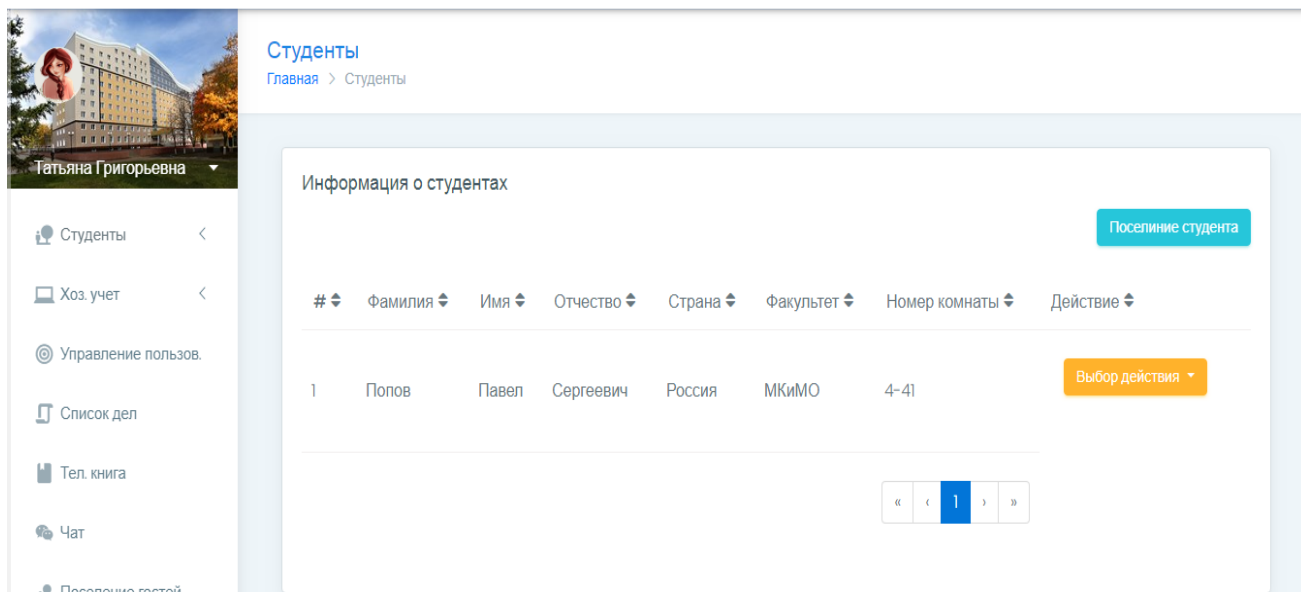 Студенты
Главная > Студенты
Татьяна Григорьевна
Студенты
Хоз. учет
Управление пользов.
Список дел
Тел. книга
Чат
Поселение гостей
Информация о студентах
Поселиние студента
# Фамилия Имя Отчество Страна Факультет Номер комнаты Действие
1 Попов Павел Сергеевич Россия МКиМО 4-41 Выбор действия
« ‹ 1 › »